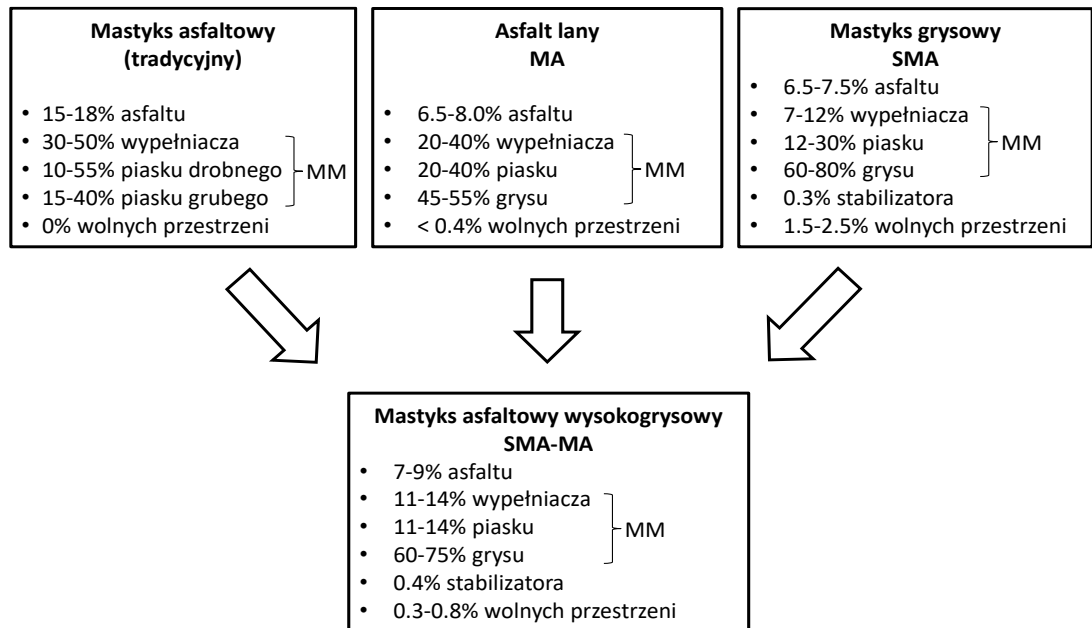 Mastyks asfaltowy
(tradycyjny)
• 15-18% asfaltu
• 30-50% wypełniacza
• 10-55% piasku drobnego
• 15-40% piasku grubego
• 0% wolnych przestrzeni
MM
Asfalt lany
MA
• 6.5-8.0% asfaltu
• 20-40% wypełniacza
• 20-40% piasku
• 45-55% grysu
• < 0.4% wolnych przestrzeni
MM
Mastyks grysowy
SMA
• 6.5-7.5% asfaltu
• 7-12% wypełniacza
• 12-30% piasku
• 60-80% grysu
• 0.3% stabilizatora
• 1.5-2.5% wolnych przestrzeni
MM
Mastyks asfaltowy wysokogrysowy
SMA-MA
• 7-9% asfaltu
• 11-14% wypełniacza
• 11-14% piasku
• 60-75% grysu
• 0.4% stabilizatora
• 0.3-0.8% wolnych przestrzeni
MM